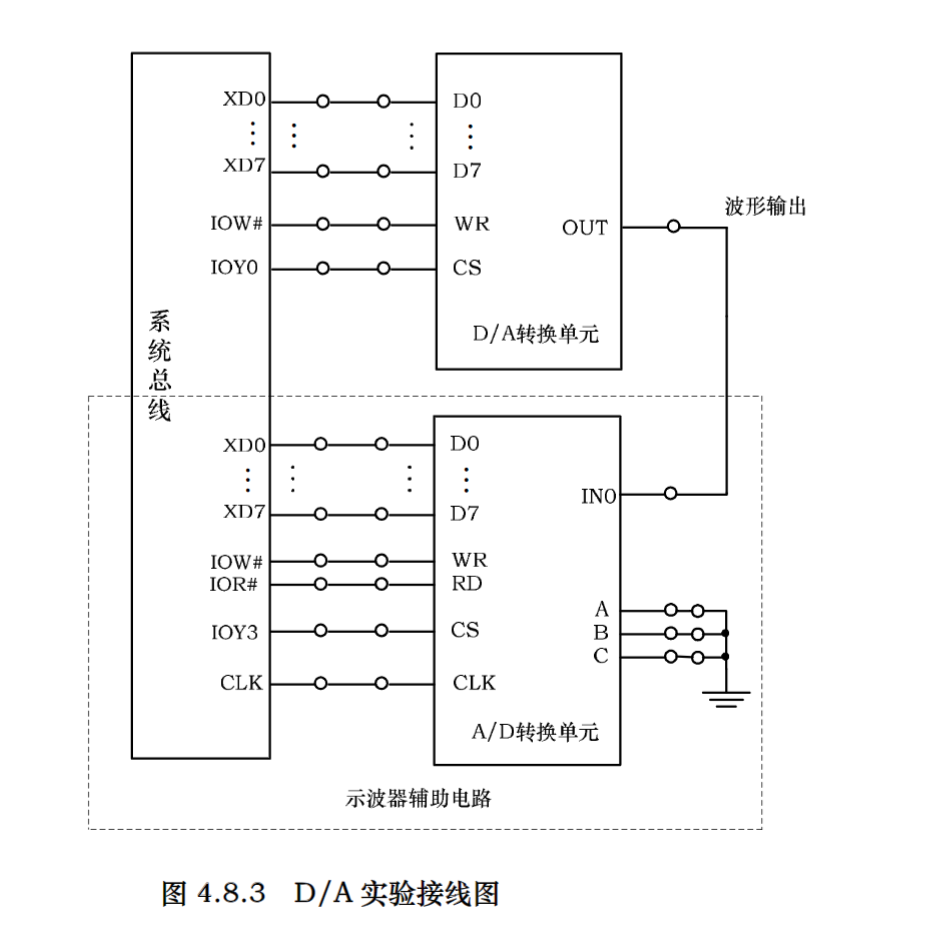 XD0
⋮
XD7
IOW#
IOY0
D0
⋮
D7
WR
CS
OUT
D/A转换单元
波形输出
系统总线
XD0
⋮
XD7
IOW#
IOR#
IOY3
CLK
D0
⋮
D7
WR
RD
CS
CLK
IN0
A
B
C
A/D转换单元
示波器辅助电路
图 4.8.3 D/A 实验接线图